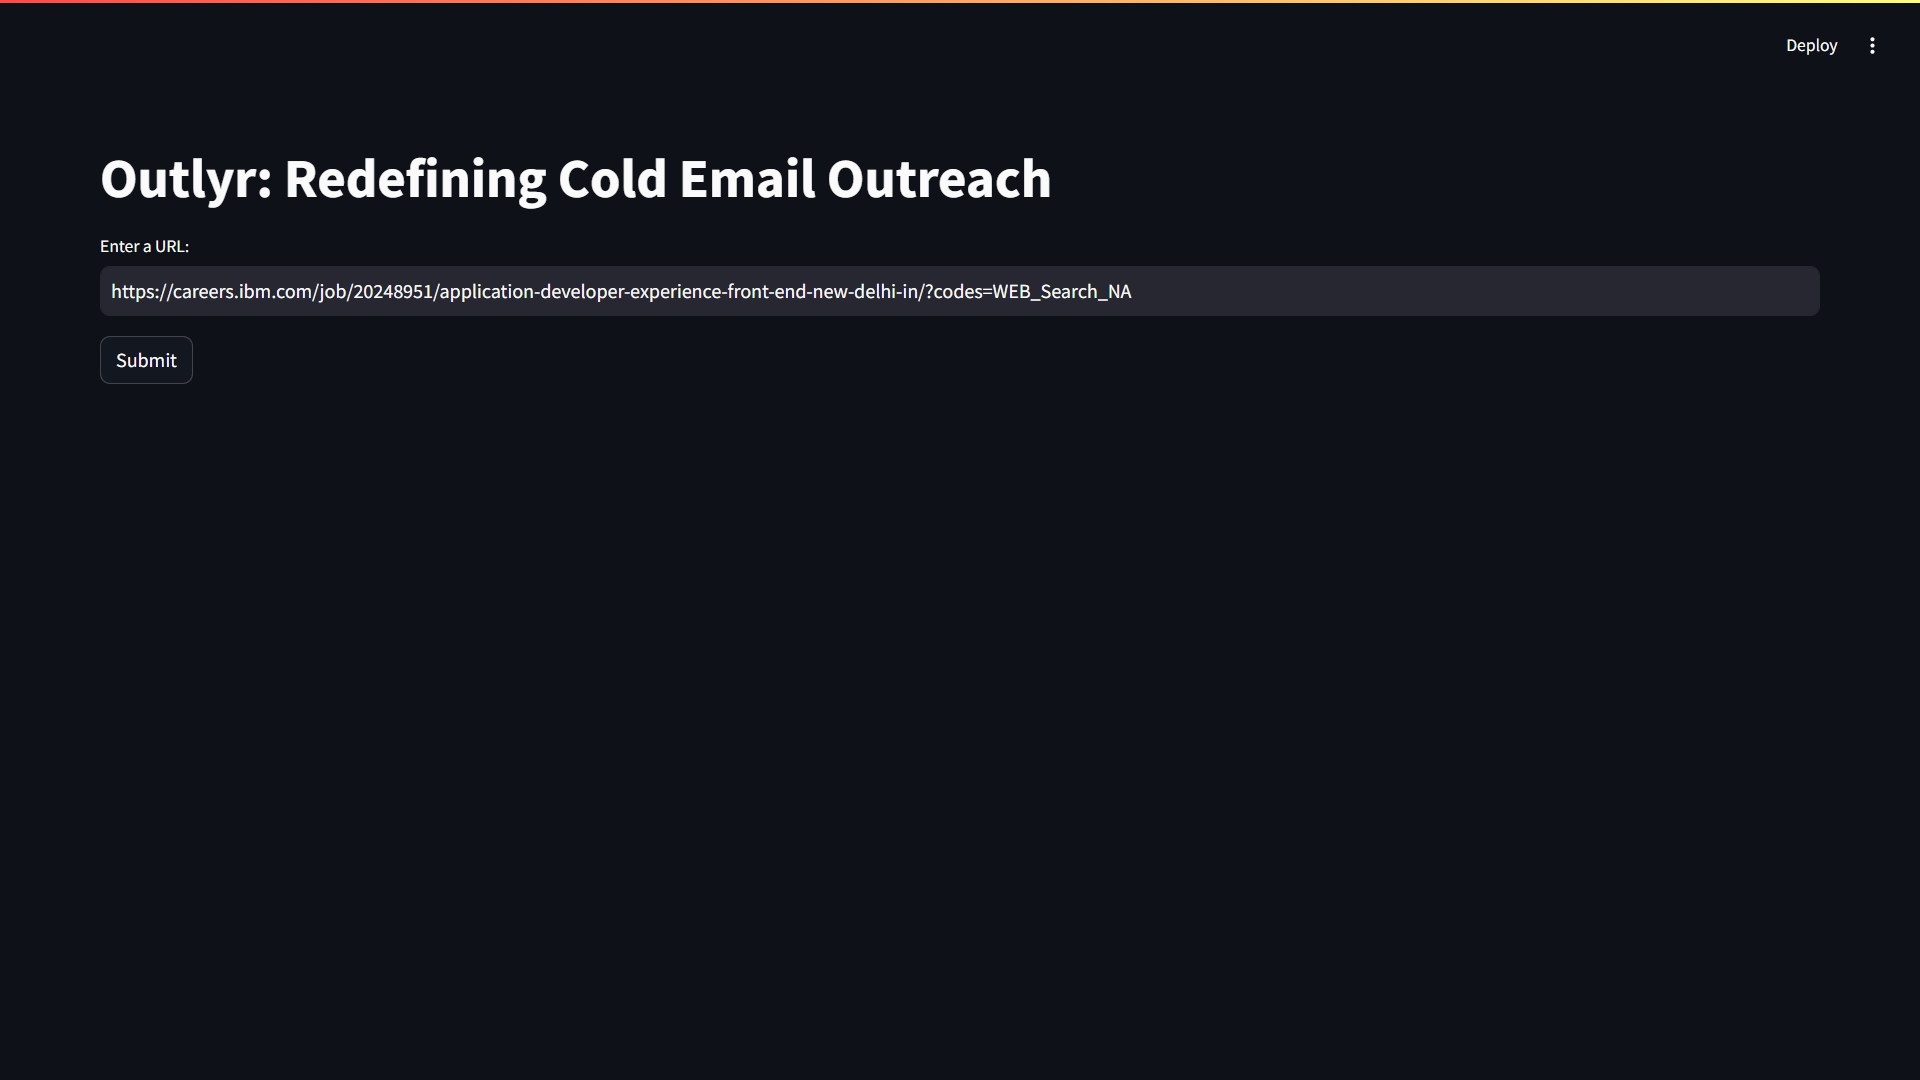 Deploy
Outlyr: Redefining Cold Email Outreach
Enter a URL:
https://careers.ibm.com/job/20248951/application-developer-experience-front-end-new-delhi-in/?codes=WEB_Search_NA
Submit